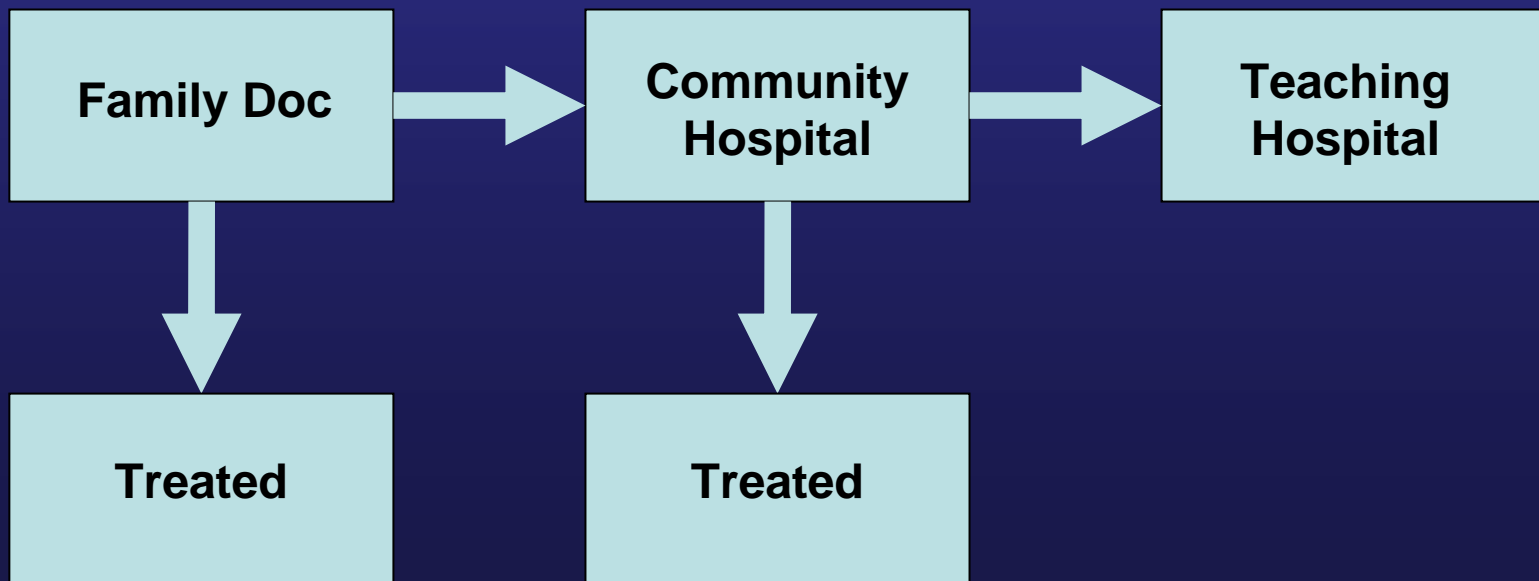 Family Doc
Community
Hospital
Teaching
Hospital
Treated
Treated